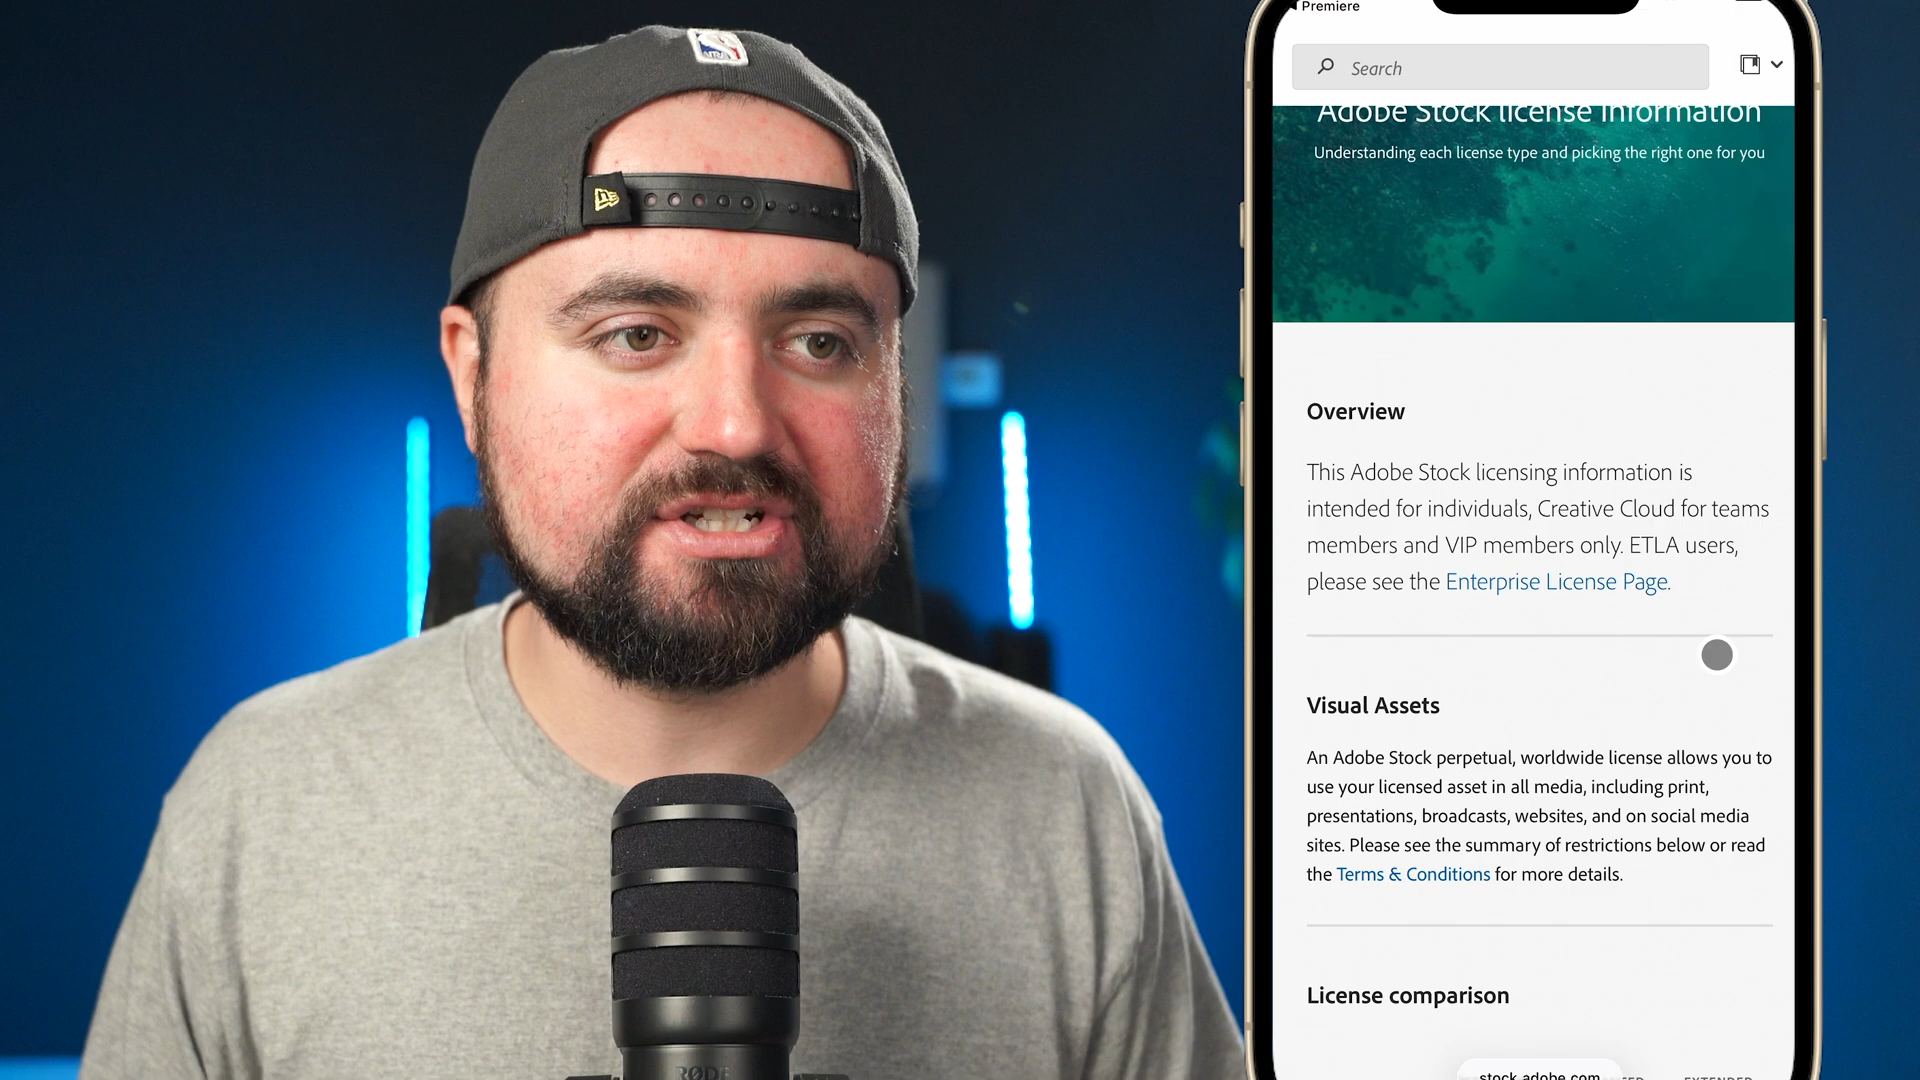 Premiere
Search
Adobe Stock license information
Understanding each license type and picking the right one for you
Overview
This Adobe Stock licensing information is
intended for individuals, Creative Cloud for teams
members and VIP members only. ETLA users,
please see the Enterprise License Page.
Visual Assets
An Adobe Stock perpetual, worldwide license allows you to
use your licensed asset in all media, including print,
presentations, broadcasts, websites, and on social media
sites. Please see the summary of restrictions below or read
the Terms & Conditions for more details.
License comparison
stock.adobe.com
EXTENDED
RØDE